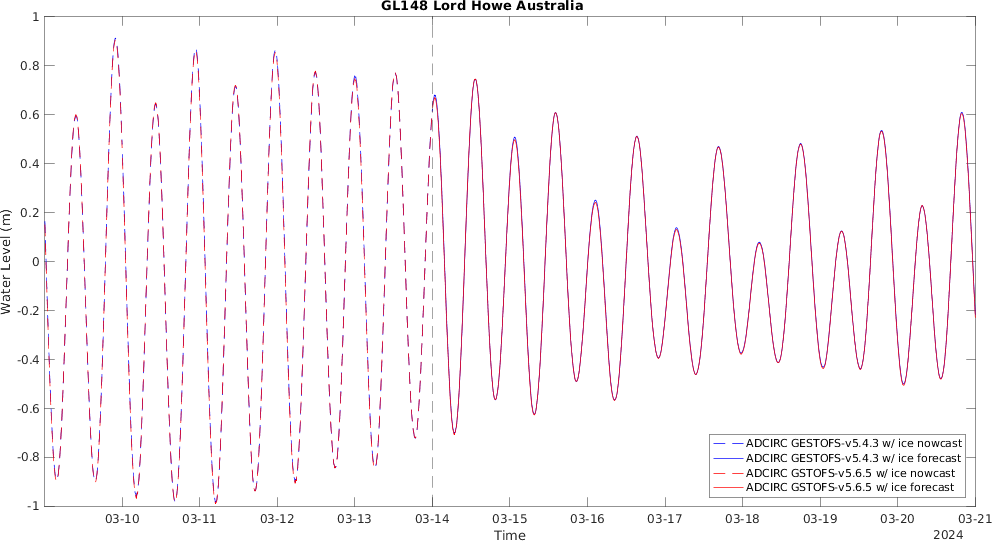 GL148 Lord Howe Australia
1
0.8
0.6
0.4
0.2
0
-0.2
-0.4
-0.6
-0.8
-1
Water Level (m)
ADCIRC GESTOFS-v5.4.3 w/ ice nowcast
ADCIRC GESTOFS-v5.4.3 w/ ice forecast
ADCIRC GSTOFS-v5.6.5 w/ ice nowcast
ADCIRC GSTOFS-v5.6.5 w/ ice forecast
03-10 03-11 03-12 03-13 03-14 03-15 03-16 03-17 03-18 03-19 03-20 03-21
Time
2024